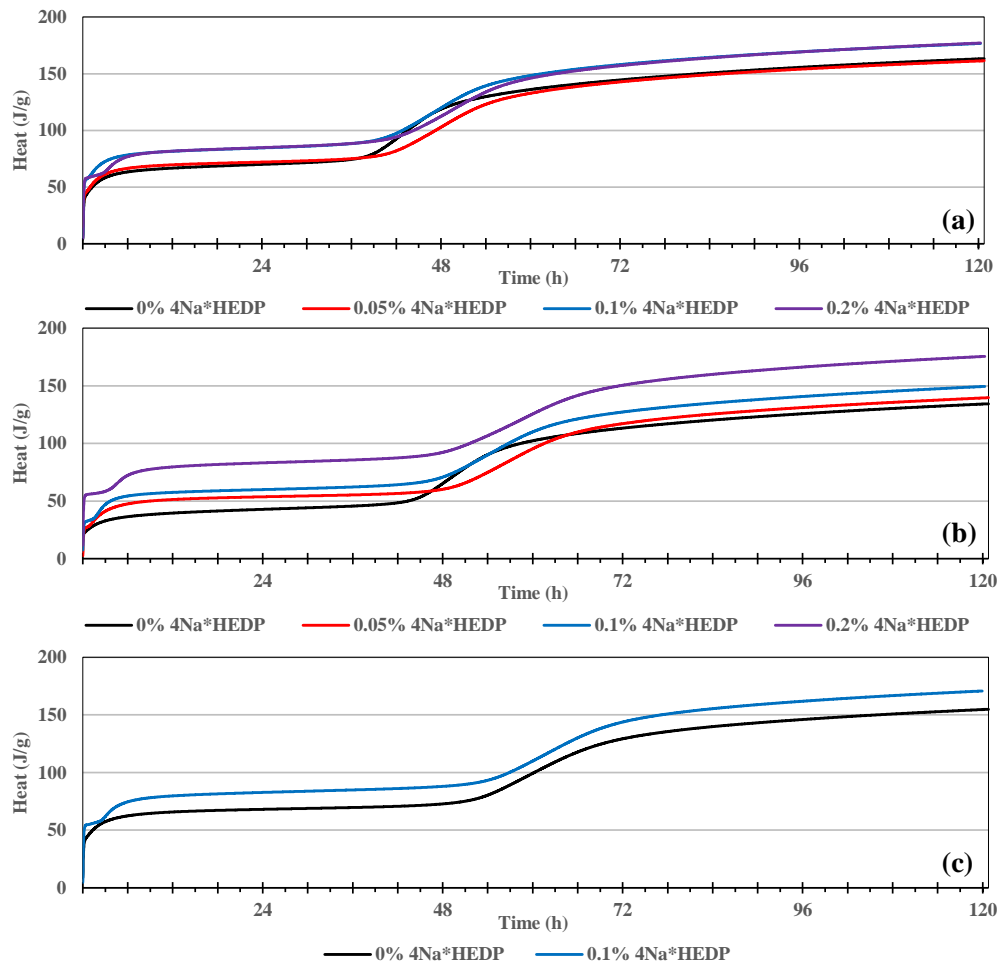 200
150
100
50
0
Heat (J/g)
(a)
24 48 72 96 120
Time (h)
0% 4Na*HEDP 0.05% 4Na*HEDP 0.1% 4Na*HEDP 0.2% 4Na*HEDP
200
150
100
50
0
Heat (J/g)
(b)
24 48 72 96 120
Time (h)
0% 4Na*HEDP 0.05% 4Na*HEDP 0.1% 4Na*HEDP 0.2% 4Na*HEDP
200
150
100
50
0
Heat (J/g)
(c)
24 48 72 96 120
Time (h)
0% 4Na*HEDP 0.1% 4Na*HEDP